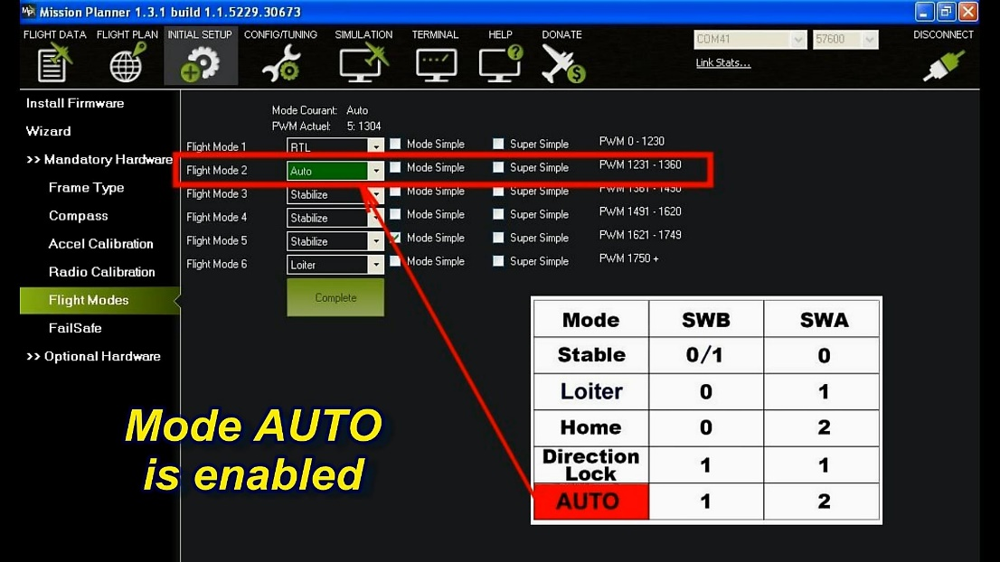 Mission Planner 1.3.1 build 1.1.5229.30673
FLIGHT DATA FLIGHT PLAN INITIAL SETUP CONFIG/TUNING SIMULATION TERMINAL HELP DONATE COM41 57600 DISCONNECT
Link Stats...
Install Firmware
Wizard
>> Mandatory Hardware
Frame Type
Compass
Accel Calibration
Radio Calibration
Flight Modes
FailSafe
>> Optional Hardware
Mode Courant: Auto
PWM Actuel: 5: 1304
Flight Mode 1 RTL Mode Simple Super Simple PWM 0 - 1230
Flight Mode 2 Auto Mode Simple Super Simple PWM 1231 - 1360
Flight Mode 3 Stabilize Mode Simple Super Simple PWM 1361 - 1490
Flight Mode 4 Stabilize Mode Simple Super Simple PWM 1491 - 1620
Flight Mode 5 Stabilize Mode Simple Super Simple PWM 1621 - 1749
Flight Mode 6 Loiter Mode Simple Super Simple PWM 1750 +
Complete
Mode SWB SWA
Stable 0/1 0
Loiter 0 1
Home 0 2
Direction
Lock 1 1
AUTO 1 2
Mode AUTO
is enabled